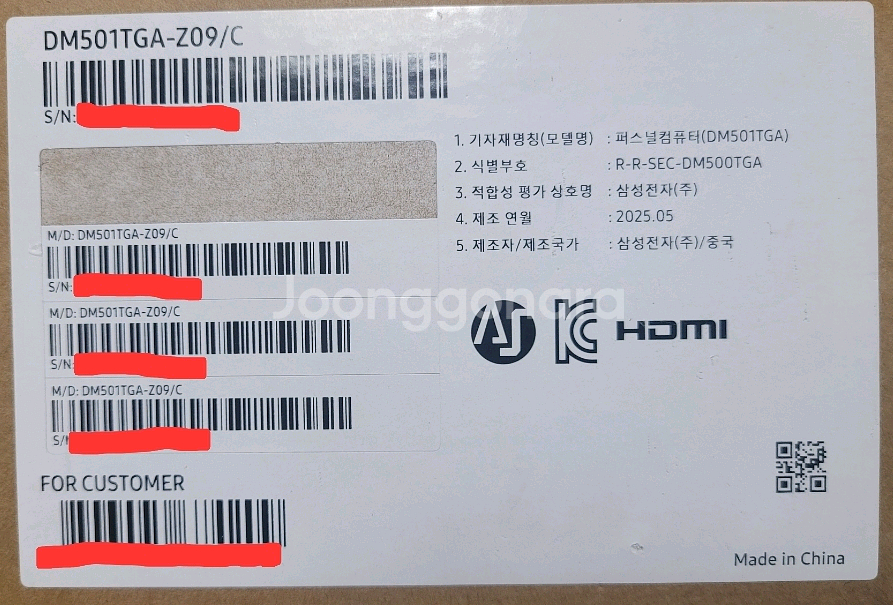 DM501TGA-Z09/C
S/N:
M/D: DM501TGA-Z09/C
S/N:
M/D: DM501TGA-Z09/C
S/N:
M/D: DM501TGA-Z09/C
S/N
FOR CUSTOMER
1. 기자재명칭(모델명) : 퍼스널컴퓨터(DM501TGA)
2. 식별부호 : R-R-SEC-DM500TGA
3. 적합성 평가 상호명 : 삼성전자(주)
4. 제조 연월 : 2025.05
5. 제조자/제조국가 : 삼성전자(주)/중국
Joonggonara
HDMI
Made in China